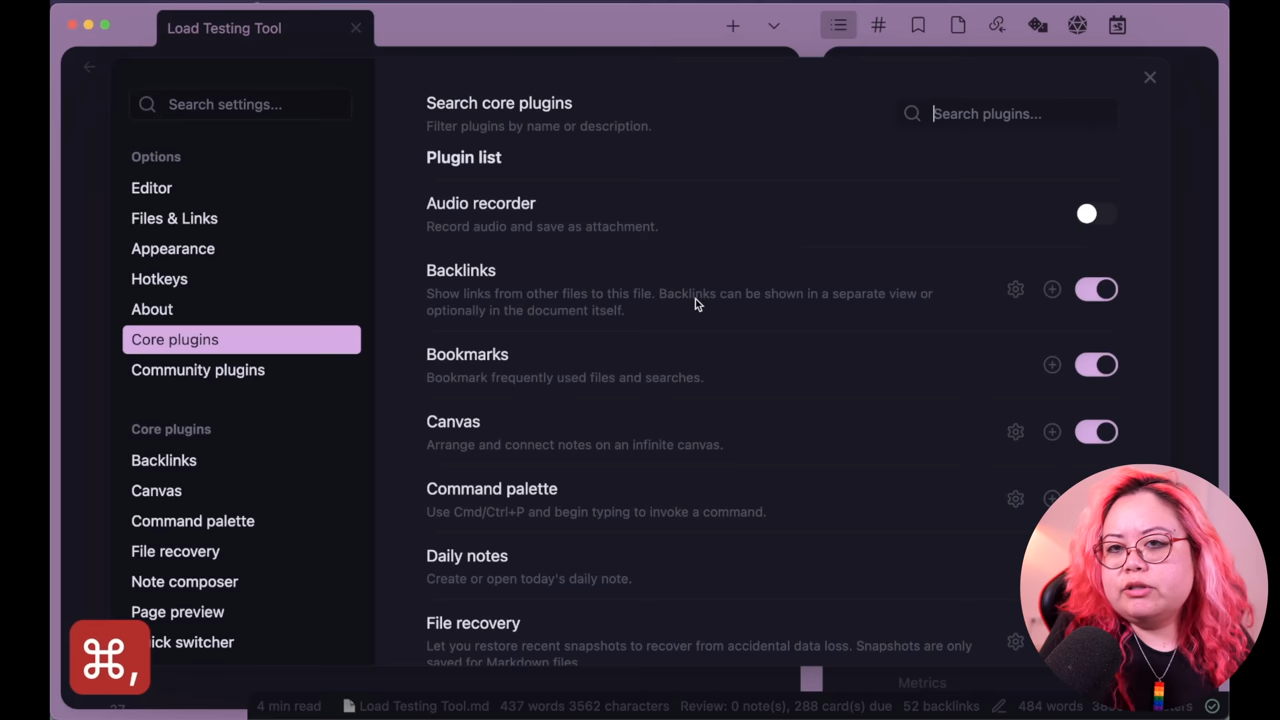 Load Testing Tool
Search settings...
Options
Editor
Files & Links
Appearance
Hotkeys
About
Core plugins
Community plugins
Core plugins
Backlinks
Canvas
Command palette
File recovery
Note composer
Page preview
ick switcher
⌘,
Search core plugins
Filter plugins by name or description.
Search plugins...
Plugin list
Audio recorder
Record audio and save as attachment.
Backlinks
Show links from other files to this file. Backlinks can be shown in a separate view or
optionally in the document itself.
Bookmarks
Bookmark frequently used files and searches.
Canvas
Arrange and connect notes on an infinite canvas.
Command palette
Use Cmd/Ctrl+P and begin typing to invoke a command.
Daily notes
Create or open today's daily note.
File recovery
Let you restore recent snapshots to recover from accidental data loss. Snapshots are only
saved for Markdown files.
Metrics
4 min read Load Testing Tool.md 437 words 3562 characters Review: 0 note(s), 288 card(s) due 52 backlinks 484 words